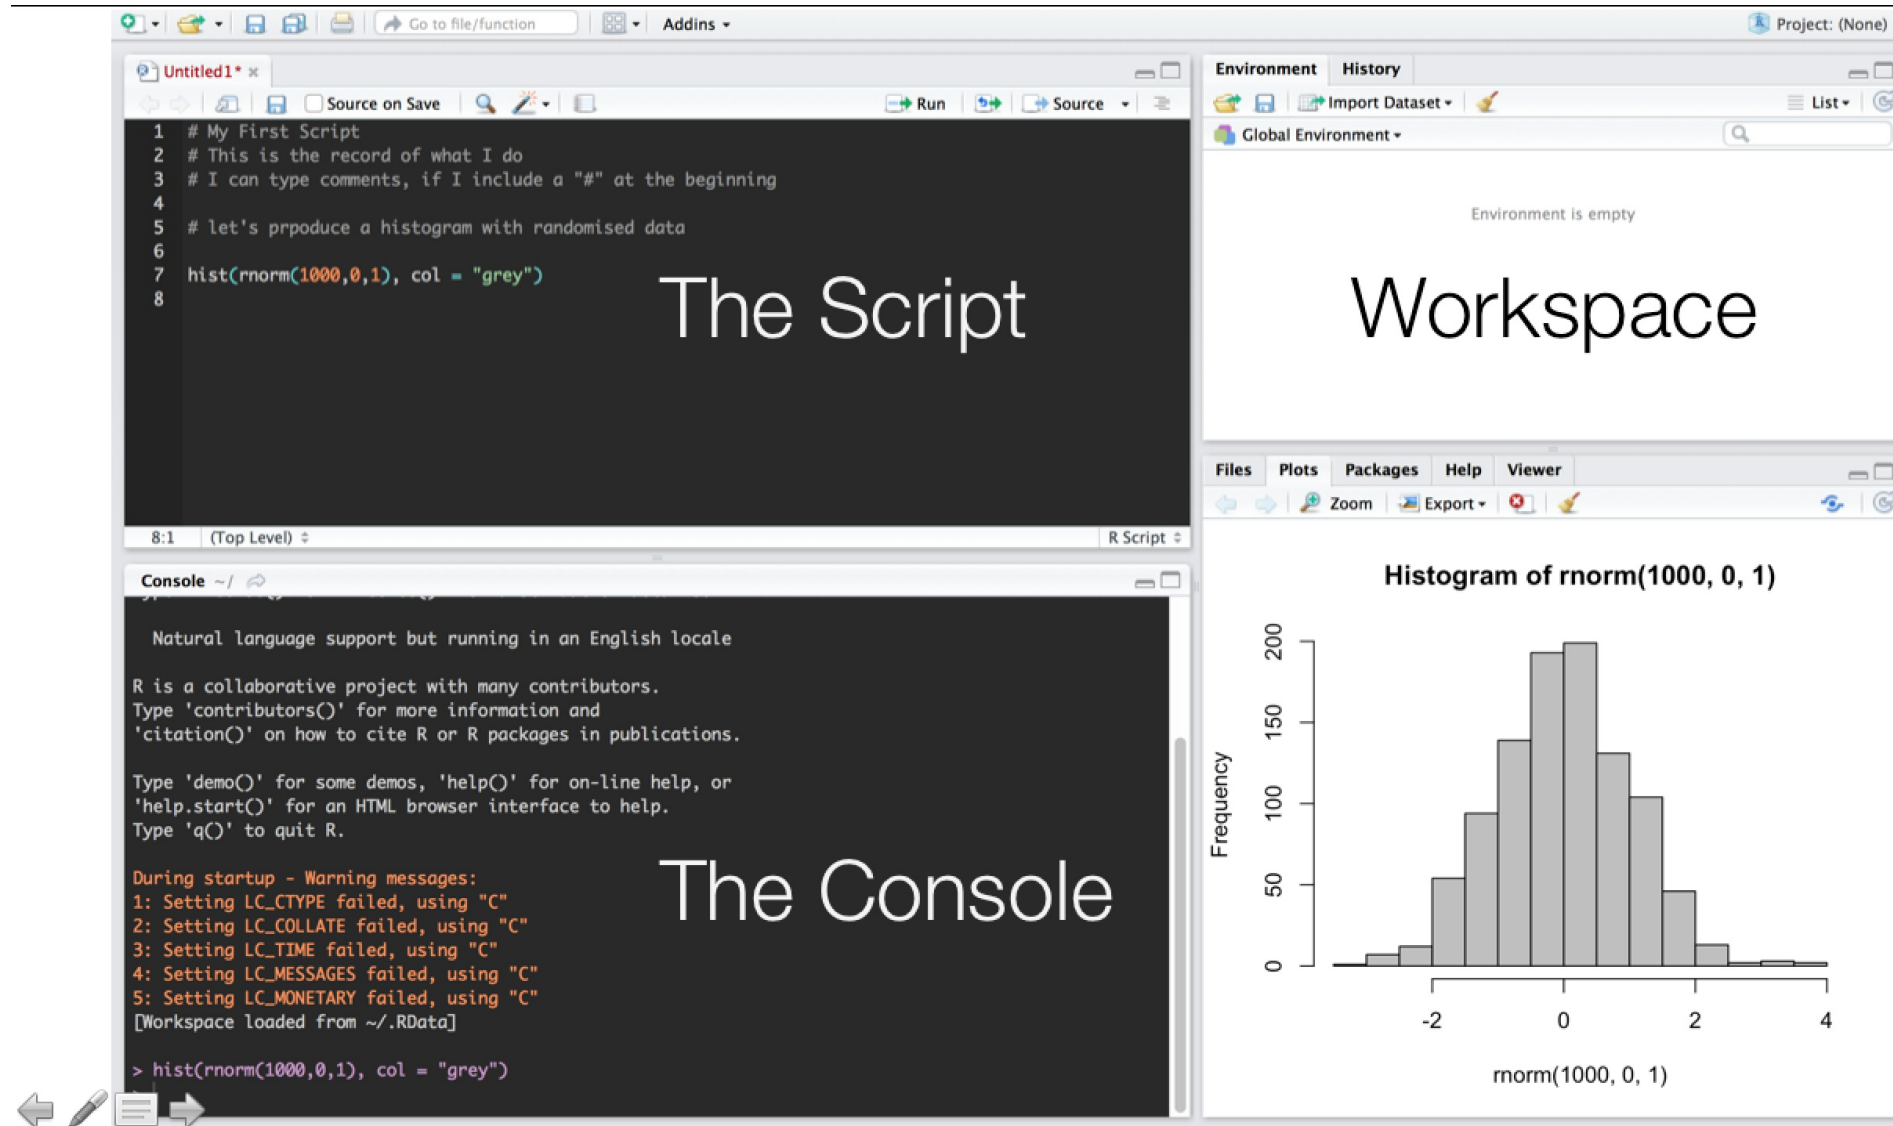 Go to file/function
Addins
Project: (None)
Untitled1*
Source on Save
Run
Source
1 # My First Script
2 # This is the record of what I do
3 # I can type comments, if I include a "#" at the beginning
4
5 # let's prpoduce a histogram with randomised data
6
7 hist(rnorm(1000,0,1), col = "grey")
8
The Script
8:1 (Top Level)
R Script
Environment History
Import Dataset
List
Global Environment
Environment is empty
Workspace
Console ~/
Natural language support but running in an English locale
R is a collaborative project with many contributors.
Type 'contributors()' for more information and
'citation()' on how to cite R or R packages in publications.
Type 'demo()' for some demos, 'help()' for on-line help, or
'help.start()' for an HTML browser interface to help.
Type 'q()' to quit R.
During startup - Warning messages:
1: Setting LC_CTYPE failed, using "C"
2: Setting LC_COLLATE failed, using "C"
3: Setting LC_TIME failed, using "C"
4: Setting LC_MESSAGES failed, using "C"
5: Setting LC_MONETARY failed, using "C"
[Workspace loaded from ~/.RData]
> hist(rnorm(1000,0,1), col = "grey")
The Console
Files Plots Packages Help Viewer
Zoom
Export
Histogram of rnorm(1000, 0, 1)
Frequency
200
150
100
50
0
-2 0 2 4
rnorm(1000, 0, 1)